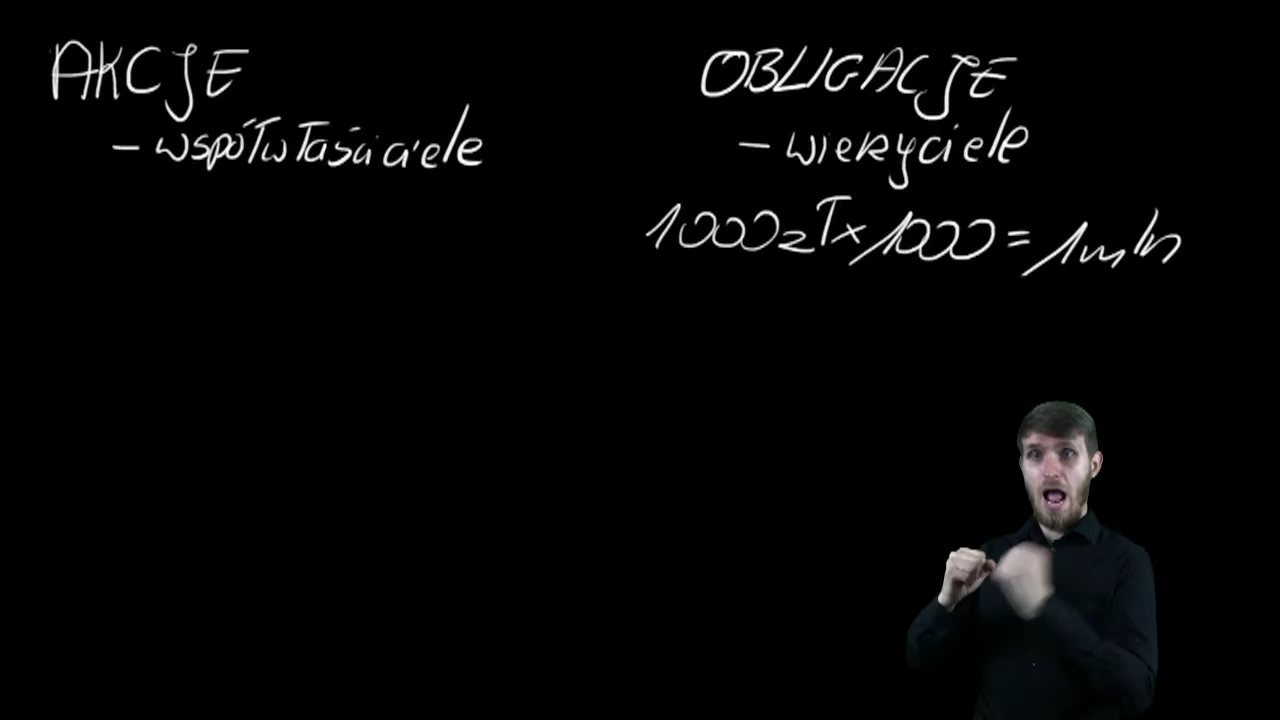 AKCJE
- współwłaściciele
OBLIGACJE
- wierzyciele
1000zł x 1000 = 1mln